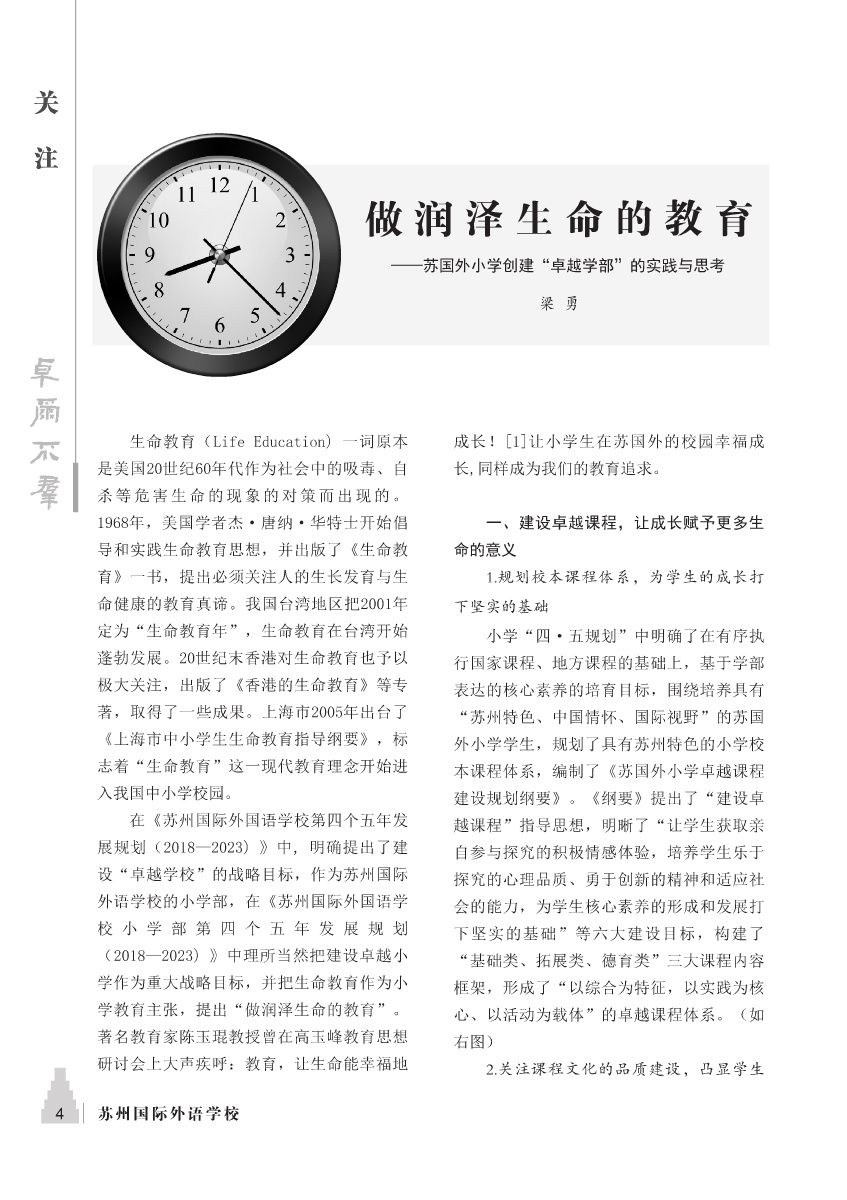 关
注
卓尔不群
12
1
2
3
4
5
6
7
8
9
10
11
做润泽生命的教育
——苏国外小学创建“卓越学部”的实践与思考
梁 勇
生命教育（Life Education）一词原本
是美国20世纪60年代作为社会中的吸毒、自
杀等危害生命的现象的对策而出现的。
1968年，美国学者杰·唐纳·华特士开始倡
导和实践生命教育思想，并出版了《生命教
育》一书，提出必须关注人的生长发育与生
命健康的教育真谛。我国台湾地区把2001年
定为“生命教育年”，生命教育在台湾开始
蓬勃发展。20世纪末香港对生命教育也予以
极大关注，出版了《香港的生命教育》等专
著，取得了一些成果。上海市2005年出台了
《上海市中小学生生命教育指导纲要》，标
志着“生命教育”这一现代教育理念开始进
入我国中小学校园。
在《苏州国际外国语学校第四个五年发
展规划（2018—2023）》中，明确提出了建
设“卓越学校”的战略目标，作为苏州国际
外语学校的小学部，在《苏州国际外国语学
校小学部第四个五年发展规划
（2018—2023）》中理所当然把建设卓越小
学作为重大战略目标，并把生命教育作为小
学教育主张，提出“做润泽生命的教育”。
著名教育家陈玉琨教授曾在高玉峰教育思想
研讨会上大声疾呼：教育，让生命能幸福地
成长！[1]让小学生在苏国外的校园幸福成
长,同样成为我们的教育追求。
一、建设卓越课程，让成长赋予更多生
命的意义
1.规划校本课程体系，为学生的成长打
下坚实的基础
小学“四·五规划”中明确了在有序执
行国家课程、地方课程的基础上，基于学部
表达的核心素养的培育目标，围绕培养具有
“苏州特色、中国情怀、国际视野”的苏国
外小学学生，规划了具有苏州特色的小学校
本课程体系，编制了《苏国外小学卓越课程
建设规划纲要》。《纲要》提出了“建设卓
越课程”指导思想，明晰了“让学生获取亲
自参与探究的积极情感体验，培养学生乐于
探究的心理品质、勇于创新的精神和适应社
会的能力，为学生核心素养的形成和发展打
下坚实的基础”等六大建设目标，构建了
“基础类、拓展类、德育类”三大课程内容
框架，形成了“以综合为特征，以实践为核
心、以活动为载体”的卓越课程体系。（如
右图）
2.关注课程文化的品质建设，凸显学生
4
苏州国际外语学校